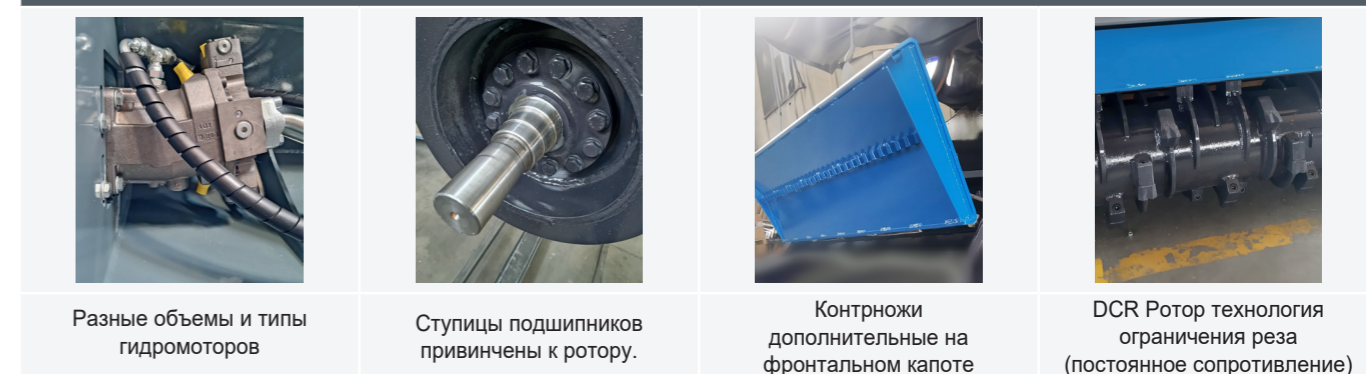 Разные объемы и типы
гидромоторов
Ступицы подшипников
привинчены к ротору.
Контрножи
дополнительные на
фронтальном капоте
DCR Ротор технология
ограничения реза
(постоянное сопротивление)